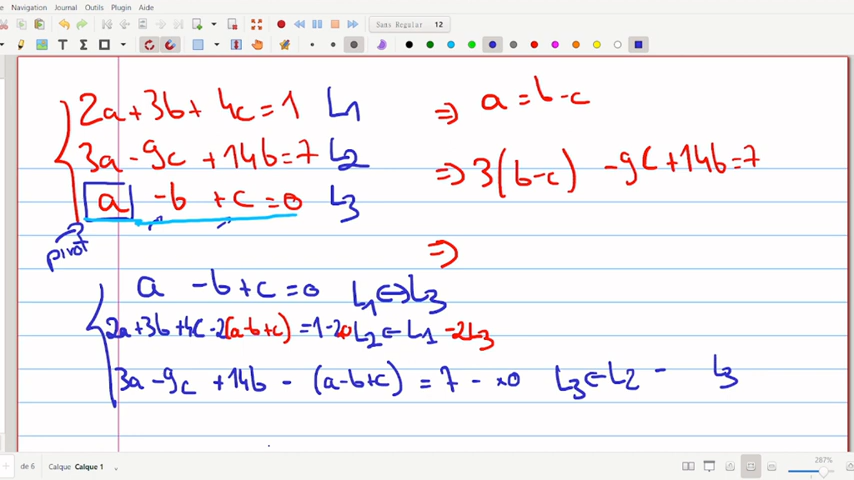 Navigation Journal Outils Plugin Aide
Sans Regular 12
2a+3b+4c=1 L1 => a=b-c
3a-9c+14b=7 L2 => 3(b-c) -9c+14b=7
a -b +c=0 L3
pivot =>
a -b+c=0 L1<=>L3
2a+3b+4c-2(a-b+c)=1-20 L2<=L1 -2L3
3a-9c +14b - (a-b+c) = 7 - ×0 L3<=L2 - L3
de 6 Calque Calque 1 287%